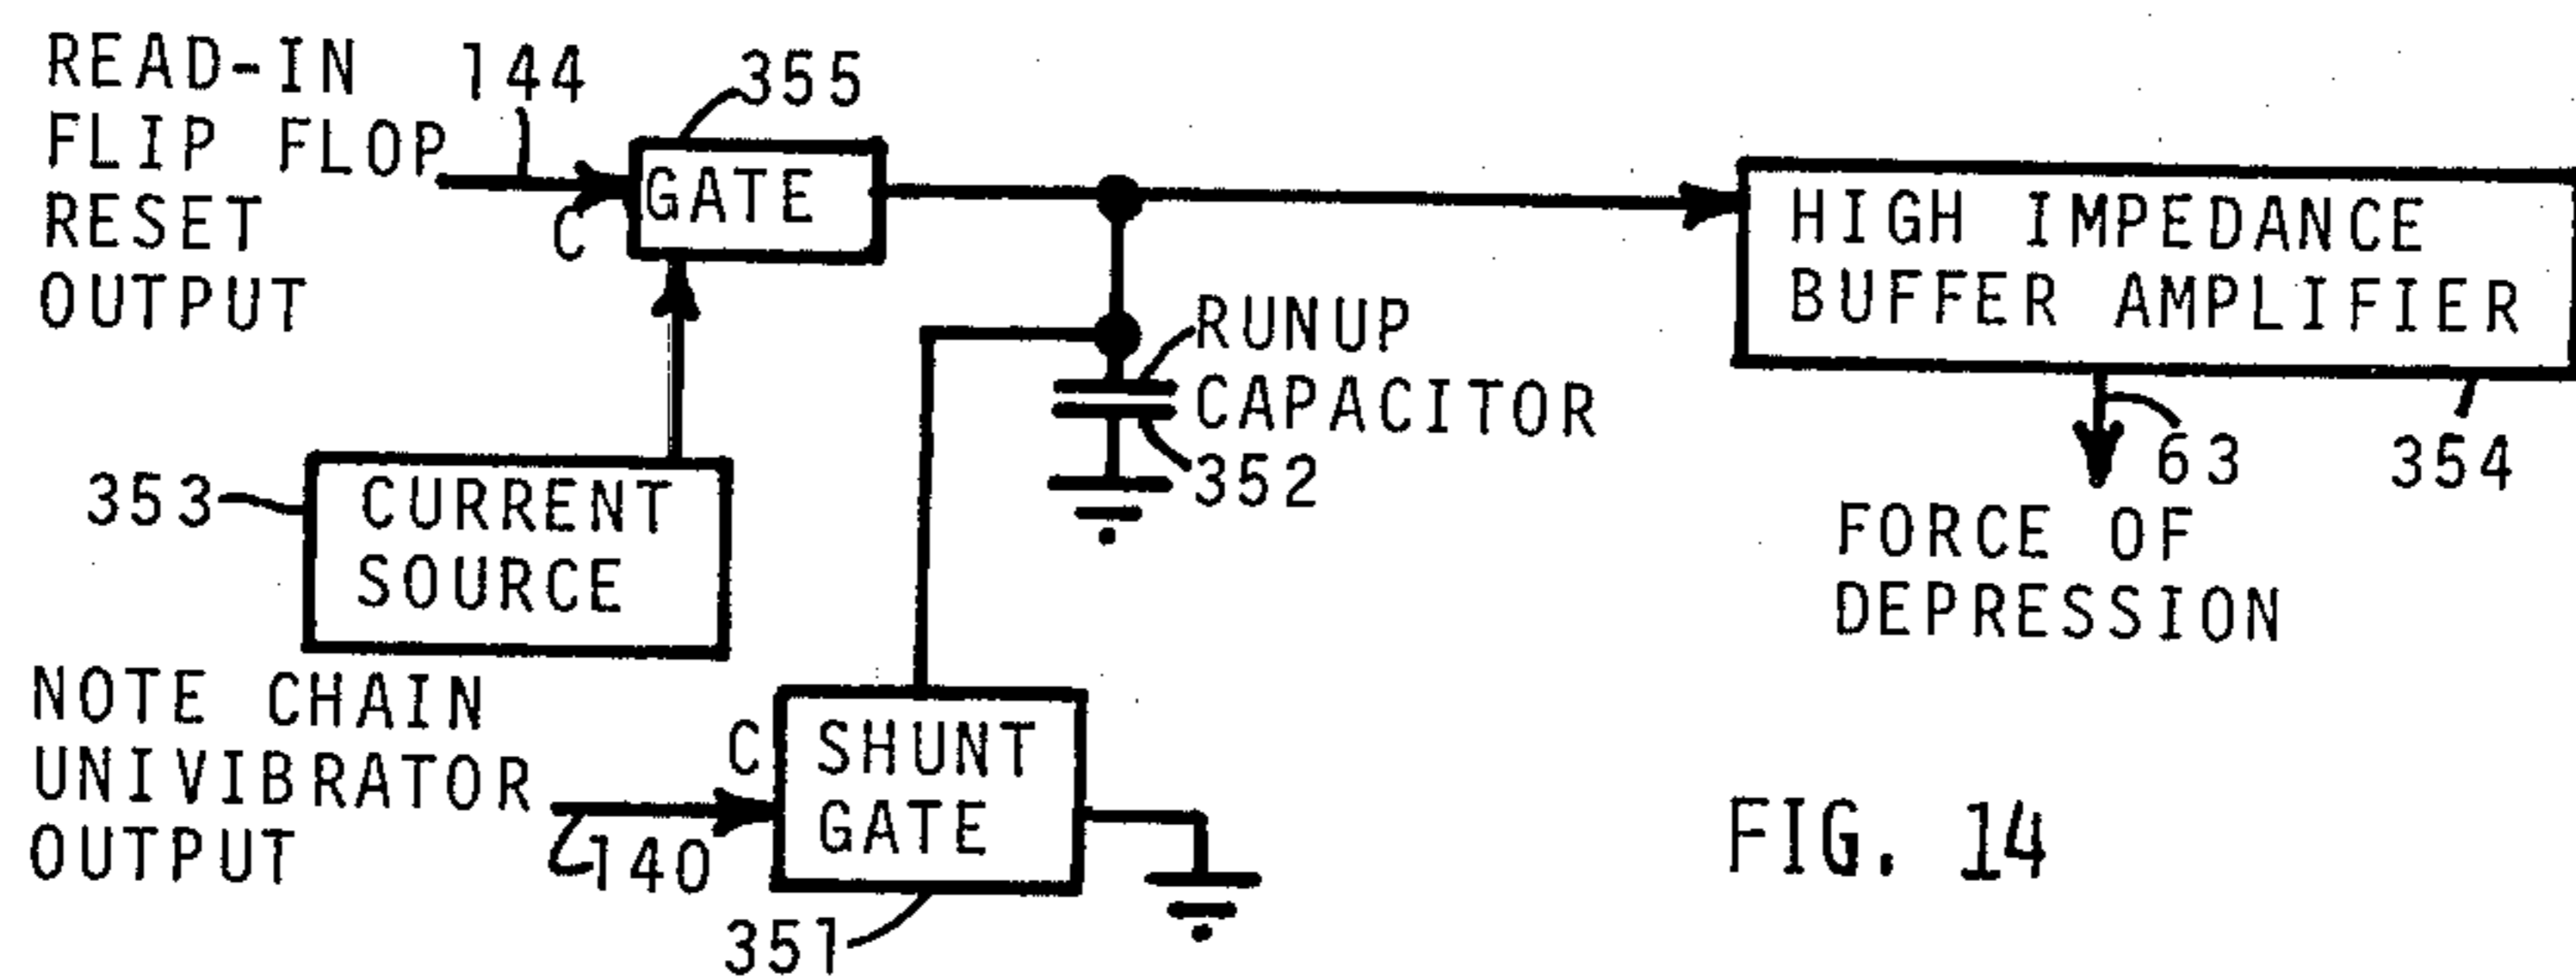 READ-IN
FLIP FLOP
RESET
OUTPUT
144
355
C
GATE
HIGH IMPEDANCE
BUFFER AMPLIFIER
RUNUP
CAPACITOR
352
353
CURRENT
SOURCE
63
354
FORCE OF
DEPRESSION
NOTE CHAIN
UNIVIBRATOR
OUTPUT
140
C
SHUNT
GATE
351
FIG. 14